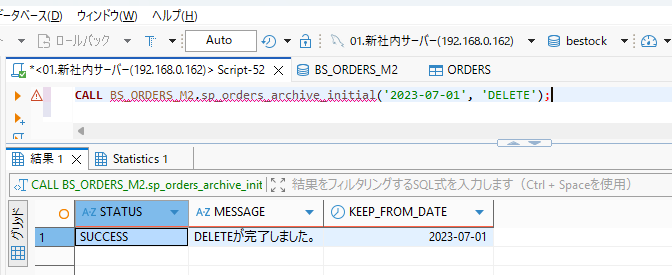 データベース(D) ウィンドウ(W) ヘルプ(H)
ロールバック Auto 01.新社内サーバー(192.168.0.162) bestock
*<01.新社内サーバー(192.168.0.162)> Script-52 BS_ORDERS_M2 ORDERS
CALL BS_ORDERS_M2.sp_orders_archive_initial('2023-07-01', 'DELETE');
結果 1 Statistics 1
CALL BS_ORDERS_M2.sp_orders_archive_init 結果をフィルタリングするSQL式を入力します (Ctrl + Spaceを使用)
グリッド
A-Z STATUS A-Z MESSAGE KEEP_FROM_DATE
1 SUCCESS DELETEが完了しました。 2023-07-01